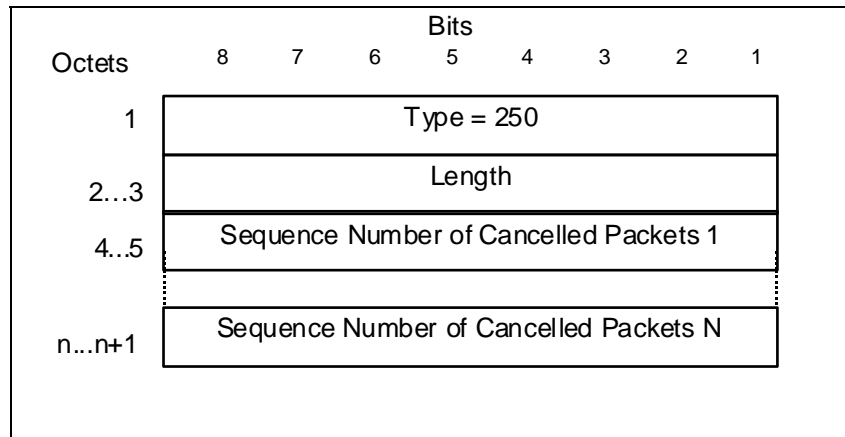 Bits
Octets 8 7 6 5 4 3 2 1
1 Type = 250
2...3 Length
4...5 Sequence Number of Cancelled Packets 1
n...n+1 Sequence Number of Cancelled Packets N